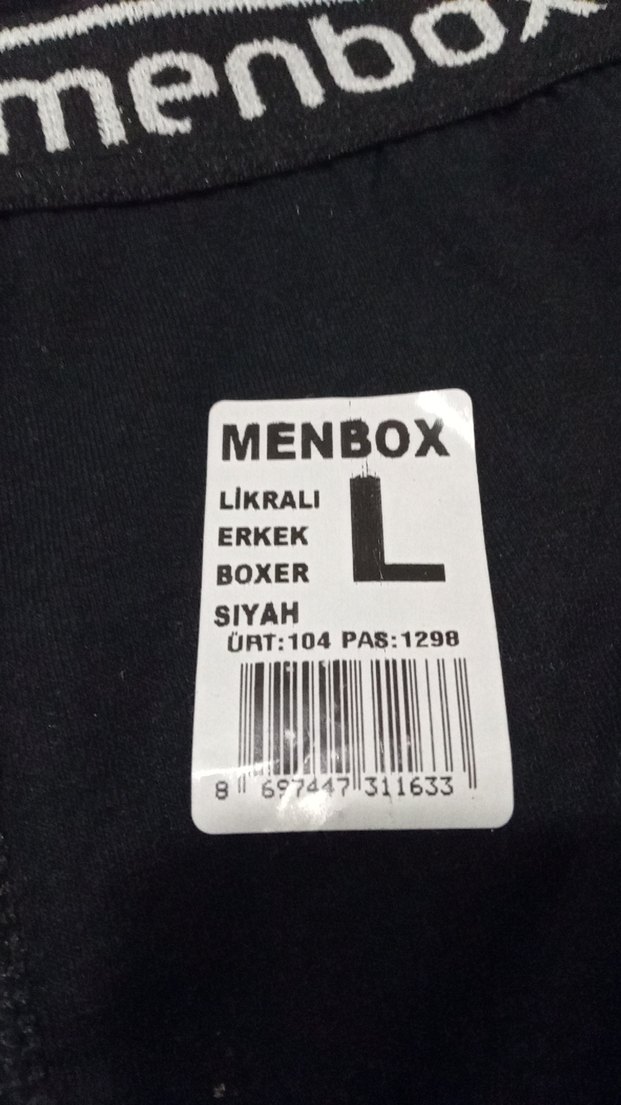 menbox
MENBOX
LİKRALI
ERKEK
BOXER
SIYAH
L
ÜRT:104 PAS:1298
8 697447 311633